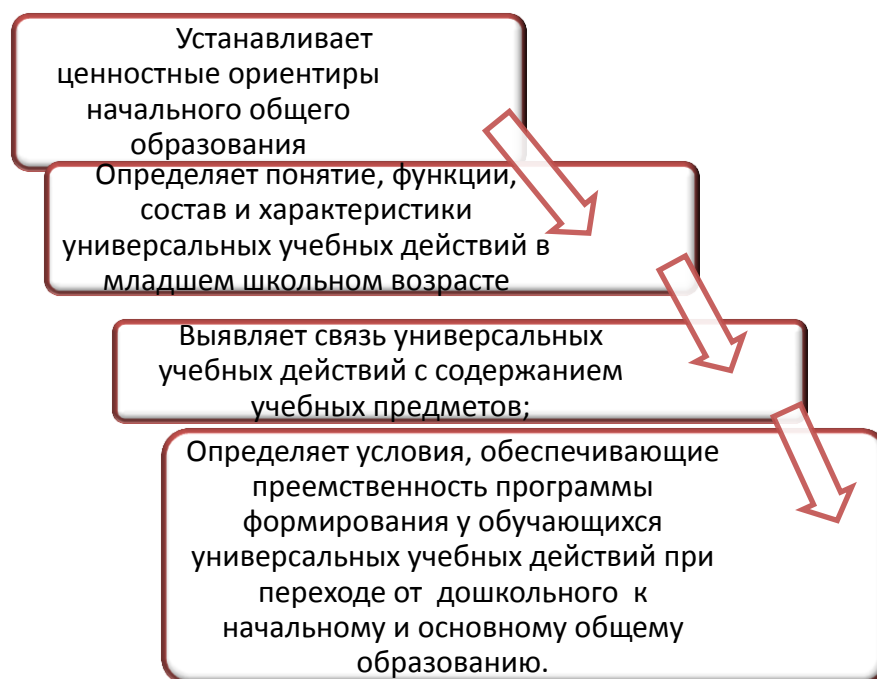 Устанавливает
ценностные ориентиры
начального общего
образования
Определяет понятие, функции,
состав и характеристики
универсальных учебных действий в
младшем школьном возрасте
Выявляет связь универсальных
учебных действий с содержанием
учебных предметов;
Определяет условия, обеспечивающие
преемственность программы
формирования у обучающихся
универсальных учебных действий при
переходе от дошкольного к
начальному и основному общему
образованию.